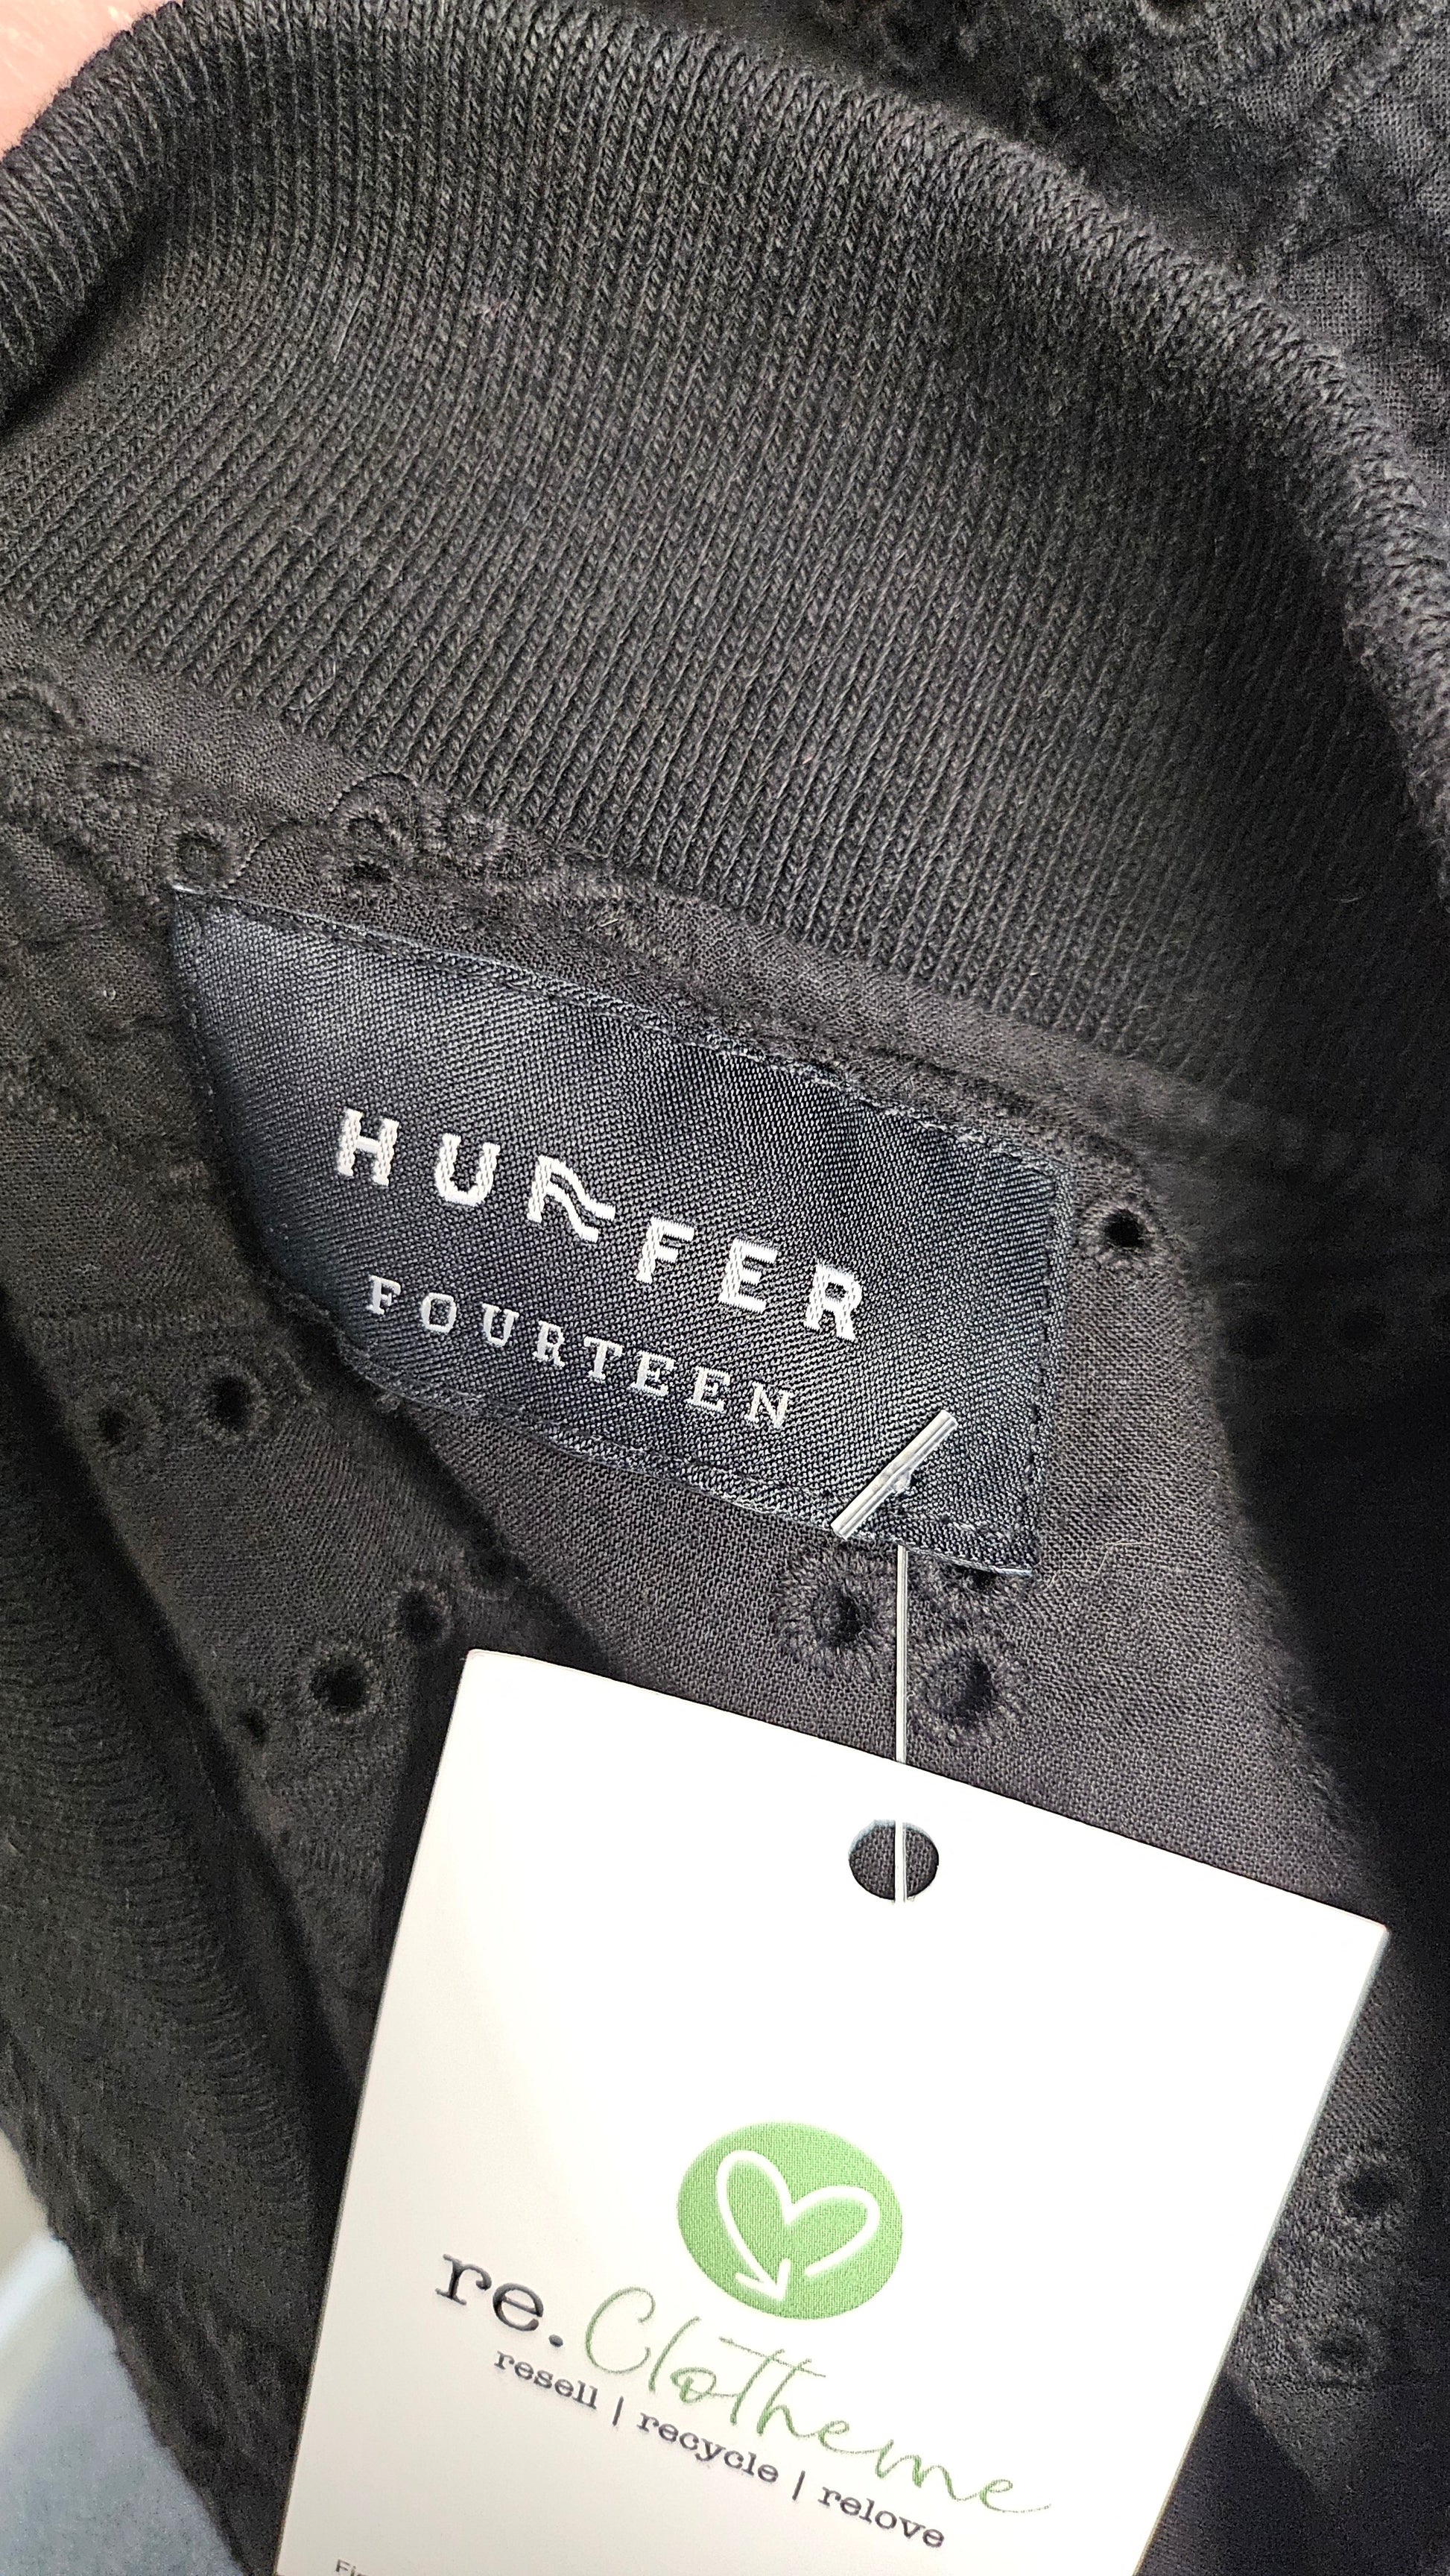 HUFFER
FOURTEEN
re.Clotheme
resell | recycle | relove